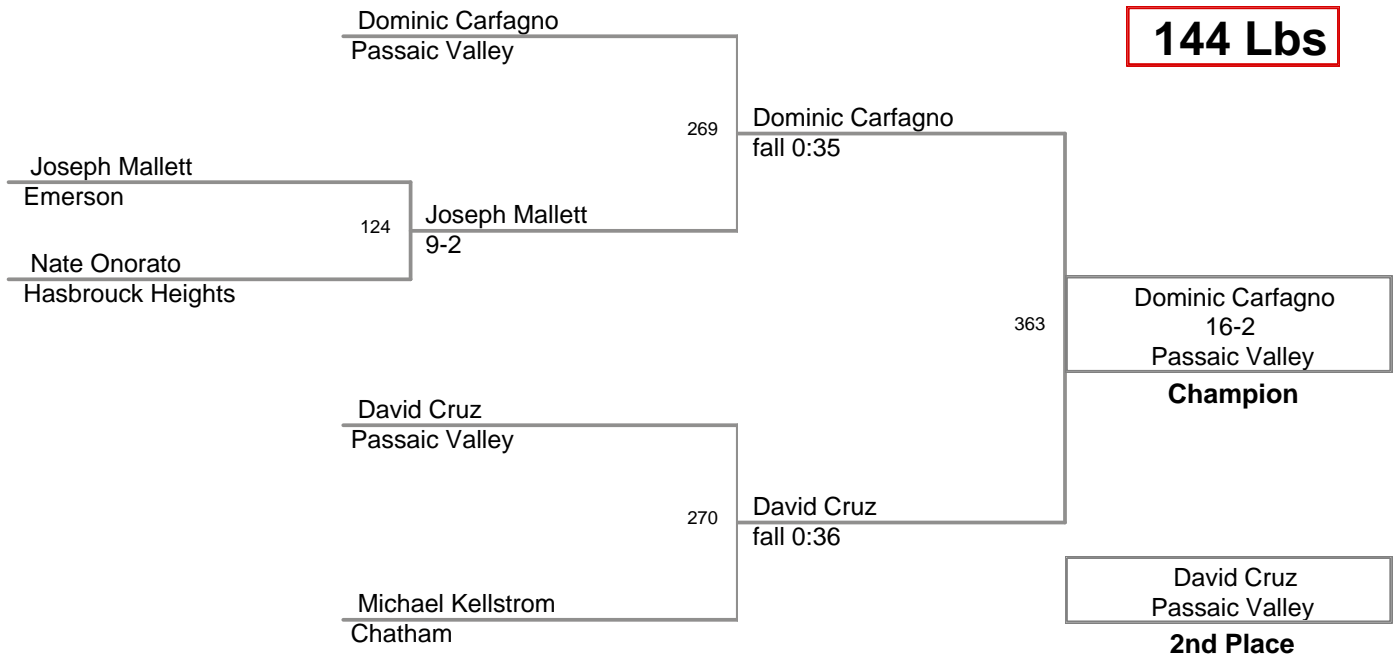 Dominic Carfagno
Passaic Valley
144 Lbs
269
Dominic Carfagno
fall 0:35
Joseph Mallett
Emerson
124
Joseph Mallett
9-2
Nate Onorato
Hasbrouck Heights
363
Dominic Carfagno
16-2
Passaic Valley
Champion
David Cruz
Passaic Valley
270
David Cruz
fall 0:36
Michael Kellstrom
Chatham
David Cruz
Passaic Valley
2nd Place